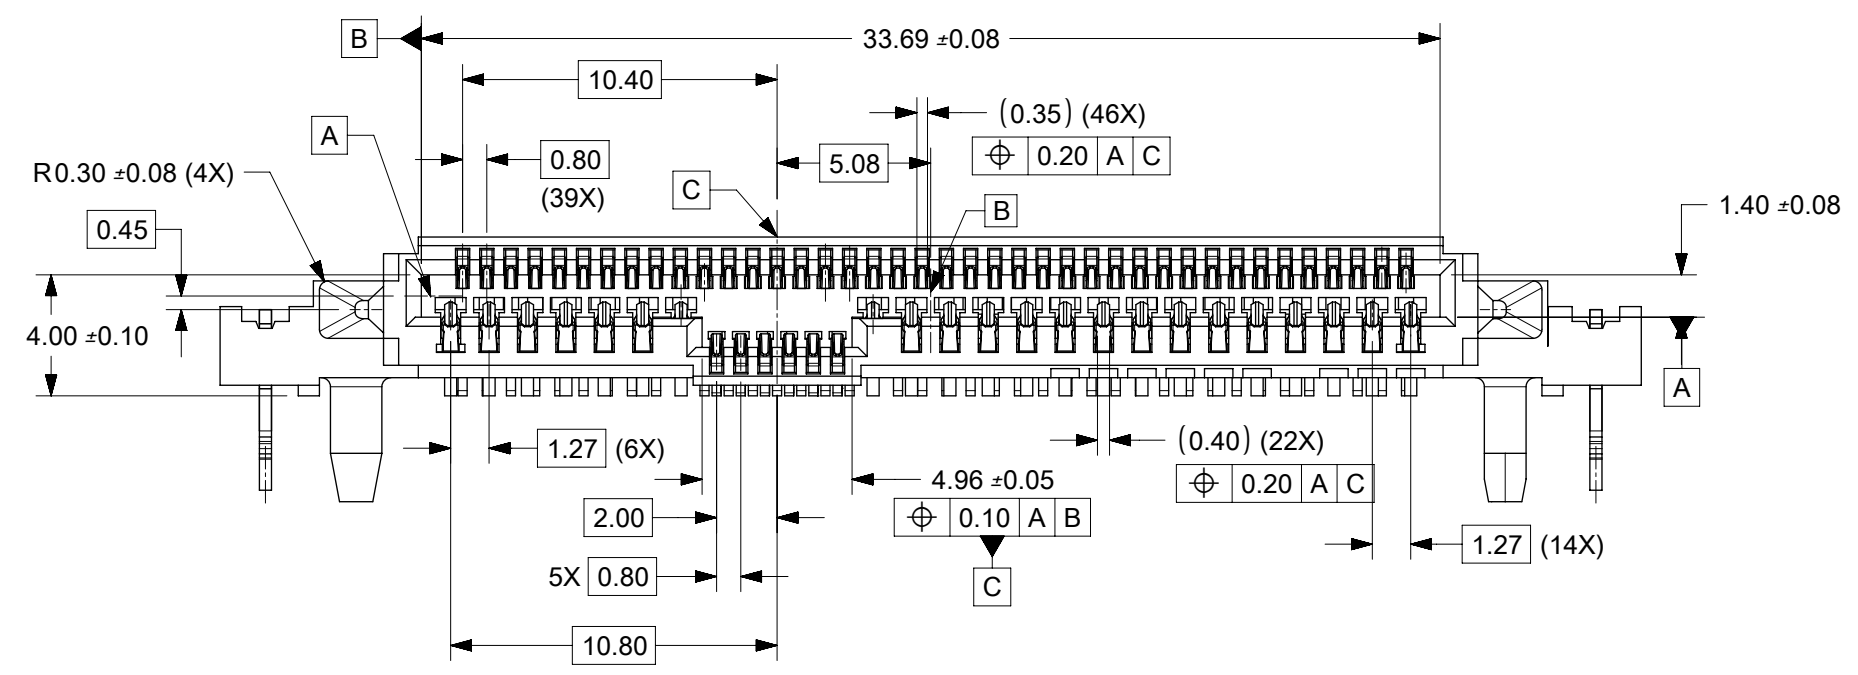 B
33.69 ±0.08
10.40
(0.35) (46X)
0.20 A C
A
0.80
(39X)
5.08
R0.30 ±0.08 (4X)
C
B
1.40 ±0.08
0.45
4.00 ±0.10
A
1.27 (6X)
(0.40) (22X)
0.20 A C
4.96 ±0.05
0.10 A B
2.00
1.27 (14X)
5X 0.80
C
10.80